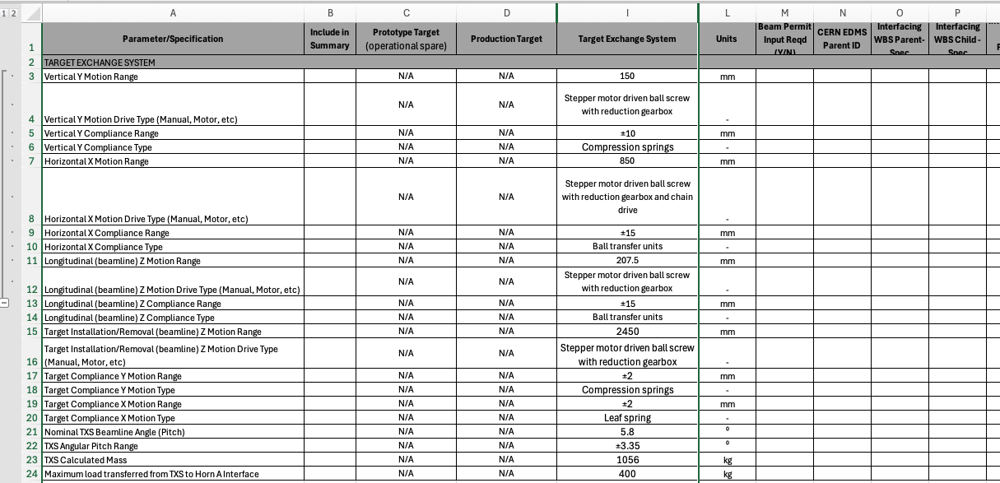 1 2 A B C D I L M N O P
1 Parameter/Specification Include in Summary Prototype Target (operational spare) Production Target Target Exchange System Units Beam Permit Input Reqd (Y/N) CERN EDMS Parent ID Interfacing WBS Parent- Spec Interfacing WBS Child - Spec
2 TARGET EXCHANGE SYSTEM
3 Vertical Y Motion Range N/A N/A 150 mm
4 Vertical Y Motion Drive Type (Manual, Motor, etc) N/A N/A Stepper motor driven ball screw with reduction gearbox -
5 Vertical Y Compliance Range N/A N/A ±10 mm
6 Vertical Y Compliance Type N/A N/A Compression springs -
7 Horizontal X Motion Range N/A N/A 850 mm
8 Horizontal X Motion Drive Type (Manual, Motor, etc) N/A N/A Stepper motor driven ball screw with reduction gearbox and chain drive -
9 Horizontal X Compliance Range N/A N/A ±15 mm
10 Horizontal X Compliance Type N/A N/A Ball transfer units -
11 Longitudinal (beamline) Z Motion Range N/A N/A 207.5 mm
12 Longitudinal (beamline) Z Motion Drive Type (Manual, Motor, etc) N/A N/A Stepper motor driven ball screw with reduction gearbox -
13 Longitudinal (beamline) Z Compliance Range N/A N/A ±15 mm
14 Longitudinal (beamline) Z Compliance Type N/A N/A Ball transfer units -
15 Target Installation/Removal (beamline) Z Motion Range N/A N/A 2450 mm
16 Target Installation/Removal (beamline) Z Motion Drive Type (Manual, Motor, etc) N/A N/A Stepper motor driven ball screw with reduction gearbox -
17 Target Compliance Y Motion Range N/A N/A ±2 mm
18 Target Compliance Y Motion Type N/A N/A Compression springs -
19 Target Compliance X Motion Range N/A N/A ±2 mm
20 Target Compliance X Motion Type N/A N/A Leaf spring -
21 Nominal TXS Beamline Angle (Pitch) N/A N/A 5.8 °
22 TXS Angular Pitch Range N/A N/A ±3.35 °
23 TXS Calculated Mass N/A N/A 1056 kg
24 Maximum load transferred from TXS to Horn A Interface N/A N/A 400 kg